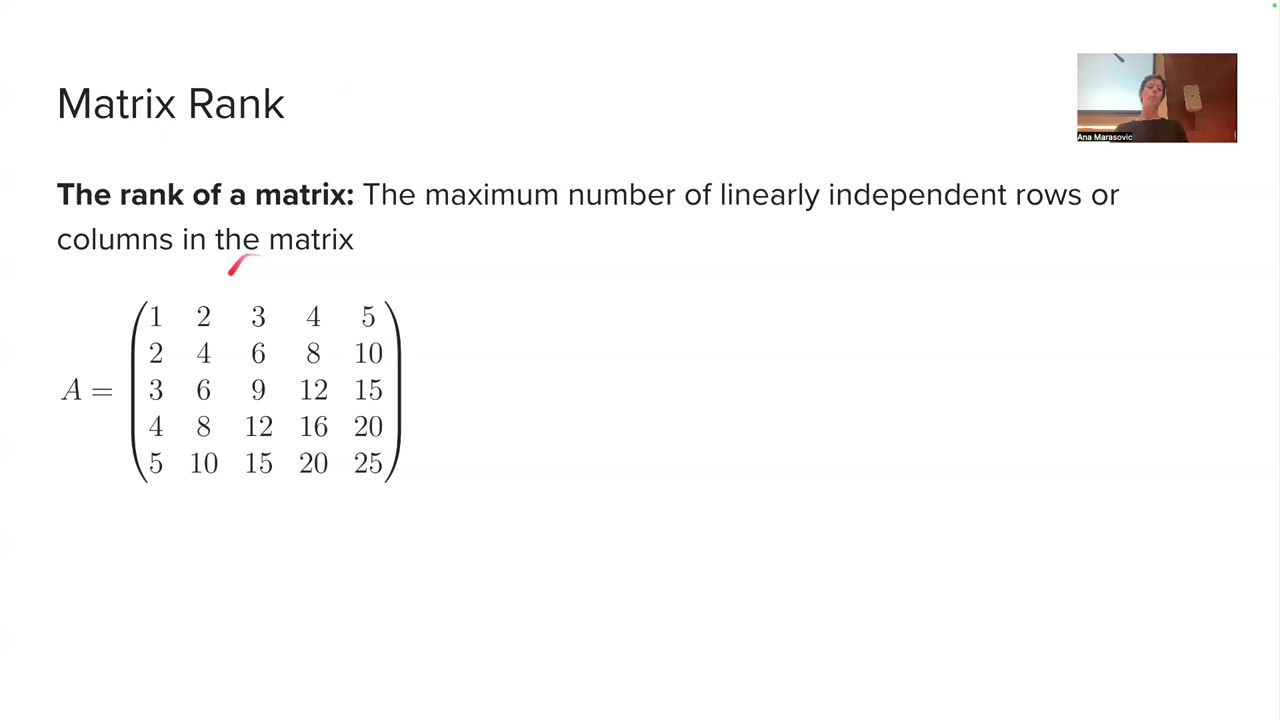 Matrix Rank
Ana Marasovic
The rank of a matrix: The maximum number of linearly independent rows or
columns in the matrix
A = 
1 2 3 4 5
2 4 6 8 10
3 6 9 12 15
4 8 12 16 20
5 10 15 20 25